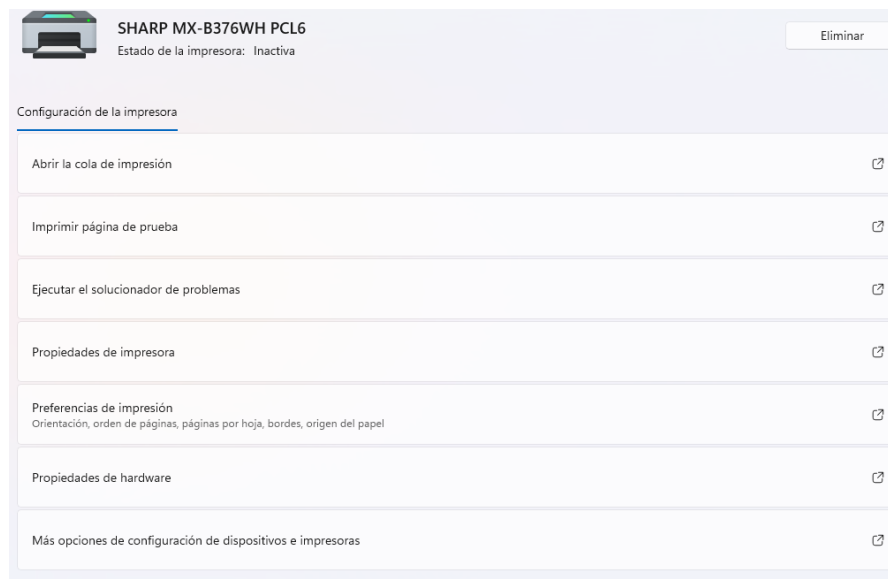 SHARP MX-B376WH PCL6
Estado de la impresora: Inactiva
Eliminar
Configuración de la impresora
Abrir la cola de impresión
Imprimir página de prueba
Ejecutar el solucionador de problemas
Propiedades de impresora
Preferencias de impresión
Orientación, orden de páginas, páginas por hoja, bordes, origen del papel
Propiedades de hardware
Más opciones de configuración de dispositivos e impresoras